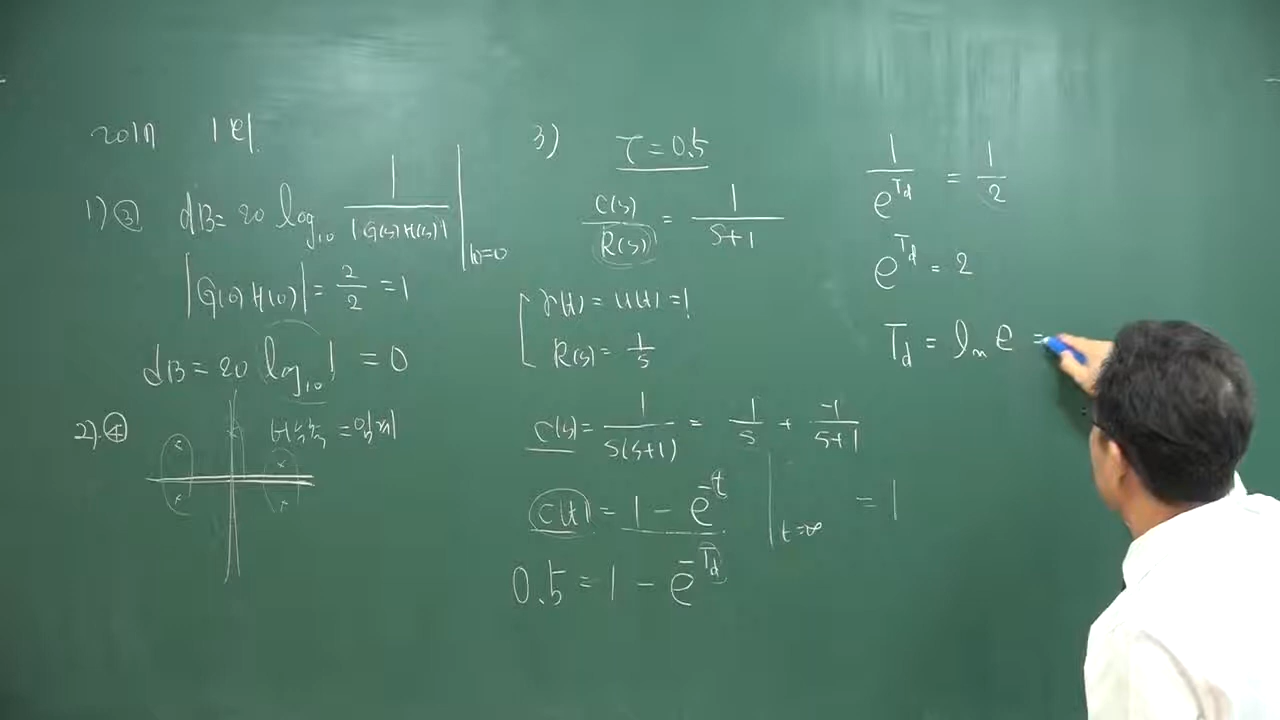 2017 1회.
1) ③ dB = 20 log₁₀ 1/|G(s)H(s)| |ω=0
|G(0)H(0)| = 2/2 = 1
dB = 20 log₁₀ 1 = 0
2). ④
3) τ = 0.5
C(s)/R(s) = 1/(s+1)
r(t) = u(t) = 1
R(s) = 1/s
C(s) = 1/(s(s+1)) = 1/s + -1/(s+1)
c(t) = 1 - e^-t |t=∞ = 1
0.5 = 1 - e^-Td
1/e^Td = 1/2
e^Td = 2
Td = ln e =